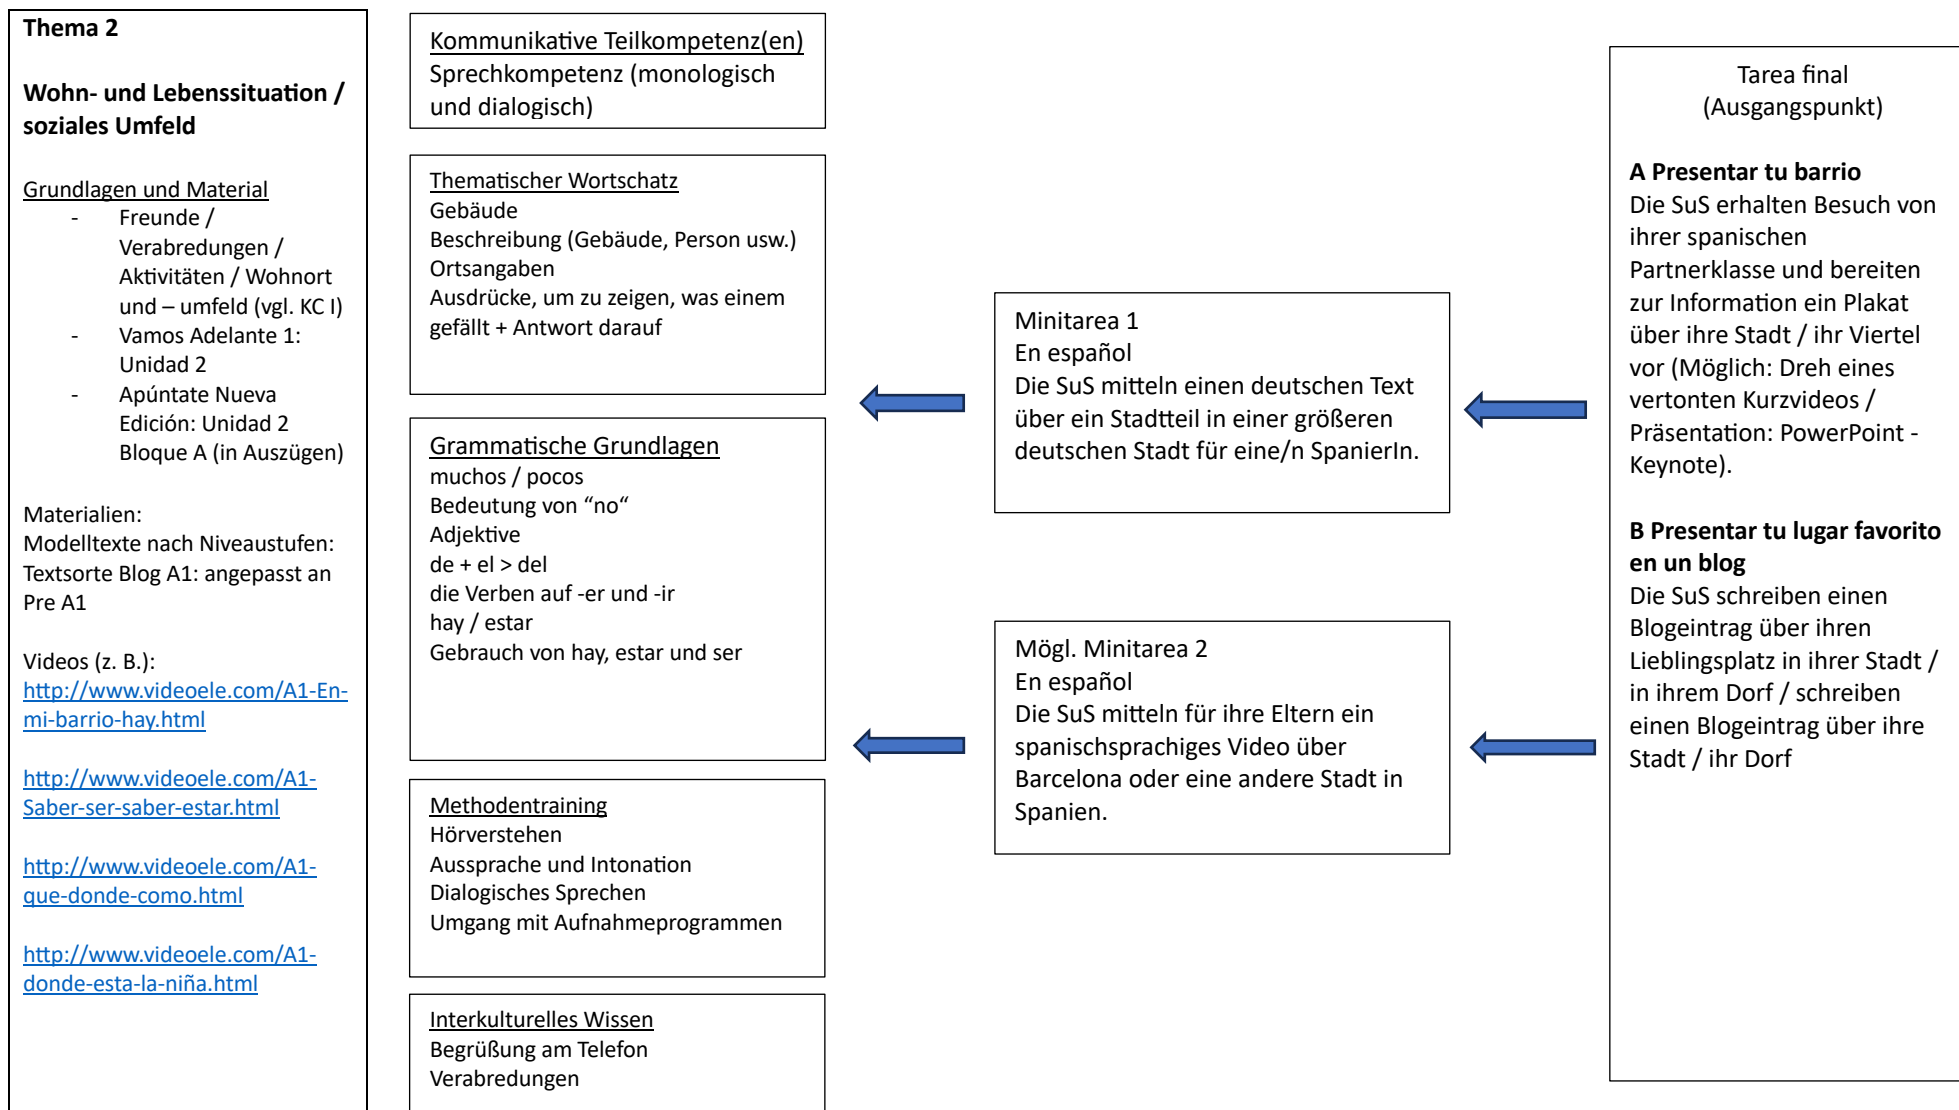 Thema 2
Wohn- und Lebenssituation /
soziales Umfeld
Grundlagen und Material
- Freunde /
Verabredungen /
Aktivitäten / Wohnort
und – umfeld (vgl. KC I)
- Vamos Adelante 1:
Unidad 2
- Apúntate Nueva
Edición: Unidad 2
Bloque A (in Auszügen)
Materialien:
Modelltexte nach Niveaustufen:
Textsorte Blog A1: angepasst an
Pre A1
Videos (z. B.):
http://www.videoele.com/A1-En-
mi-barrio-hay.html
http://www.videoele.com/A1-
Saber-ser-saber-estar.html
http://www.videoele.com/A1-
que-donde-como.html
http://www.videoele.com/A1-
donde-esta-la-niña.html
Kommunikative Teilkompetenz(en)
Sprechkompetenz (monologisch
und dialogisch)
Thematischer Wortschatz
Gebäude
Beschreibung (Gebäude, Person usw.)
Ortsangaben
Ausdrücke, um zu zeigen, was einem
gefällt + Antwort darauf
Grammatische Grundlagen
muchos / pocos
Bedeutung von “no“
Adjektive
de + el > del
die Verben auf -er und -ir
hay / estar
Gebrauch von hay, estar und ser
Methodentraining
Hörverstehen
Aussprache und Intonation
Dialogisches Sprechen
Umgang mit Aufnahmeprogrammen
Interkulturelles Wissen
Begrüßung am Telefon
Verabredungen
Minitarea 1
En español
Die SuS mitteln einen deutschen Text
über ein Stadtteil in einer größeren
deutschen Stadt für eine/n SpanierIn.
Mögl. Minitarea 2
En español
Die SuS mitteln für ihre Eltern ein
spanischsprachiges Video über
Barcelona oder eine andere Stadt in
Spanien.
Tarea final
(Ausgangspunkt)
A Presentar tu barrio
Die SuS erhalten Besuch von
ihrer spanischen
Partnerklasse und bereiten
zur Information ein Plakat
über ihre Stadt / ihr Viertel
vor (Möglich: Dreh eines
vertonten Kurzvideos /
Präsentation: PowerPoint -
Keynote).
B Presentar tu lugar favorito
en un blog
Die SuS schreiben einen
Blogeintrag über ihren
Lieblingsplatz in ihrer Stadt /
in ihrem Dorf / schreiben
einen Blogeintrag über ihre
Stadt / ihr Dorf